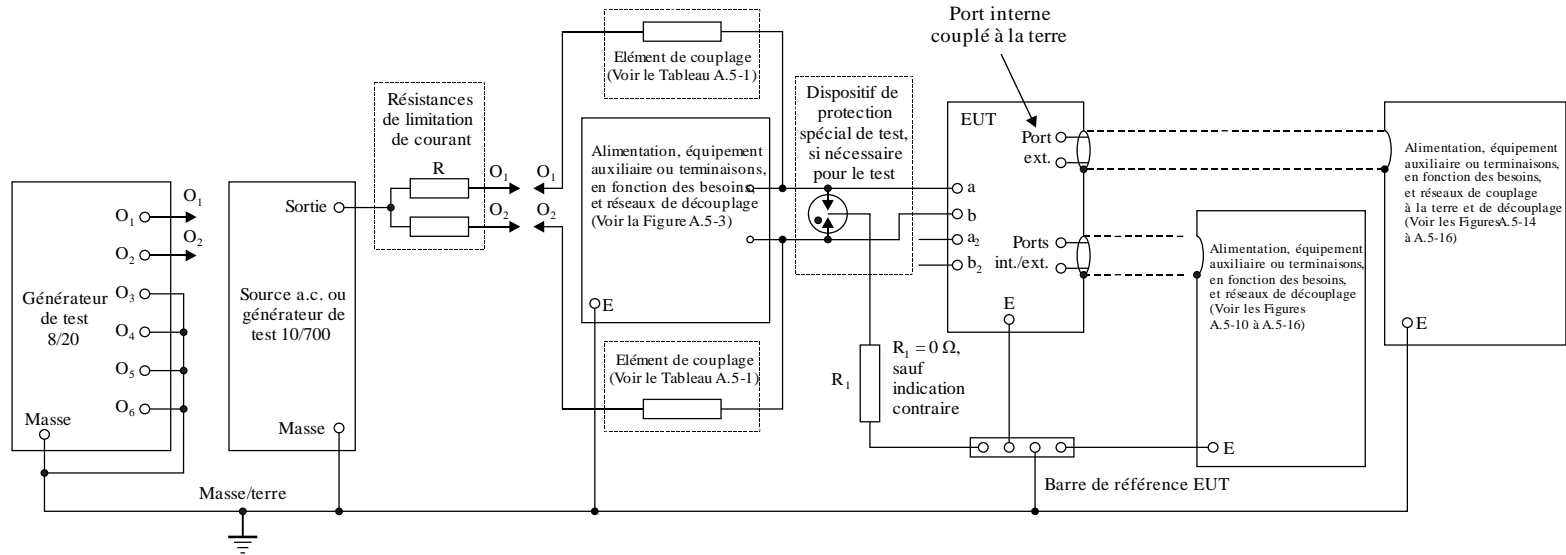 Port interne
couplé à la terre
Elément de couplage
(Voir le Tableau A.5-1)
Dispositif de
protection
spécial de test,
si nécessaire
pour le test
Résistances
de limitation
de courant
R
O1
O1
O2
O2
Alimentation, équipement
auxiliaire ou terminaisons,
en fonction des besoins,
et réseaux de découplage
(Voir la Figure A.5-3)
E
Elément de couplage
(Voir le Tableau A.5-1)
EUT
Port
ext.
a
b
a2
b2
Ports
int./ext.
E
Alimentation, équipement
auxiliaire ou terminaisons,
en fonction des besoins,
et réseaux de couplage
à la terre et de découplage
(Voir les Figures A.5-14
à A.5-16)
E
Alimentation, équipement
auxiliaire ou terminaisons,
en fonction des besoins,
et réseaux de découplage
(Voir les Figures
A.5-10 à A.5-16)
E
O1
O1
O2
O2
O3
O4
O5
O6
Générateur
de test
8/20
Masse
Sortie
Source a.c. ou
générateur de
test 10/700
Masse
R1
R1 = 0 Ω,
sauf
indication
contraire
Barre de référence EUT
Masse/terre